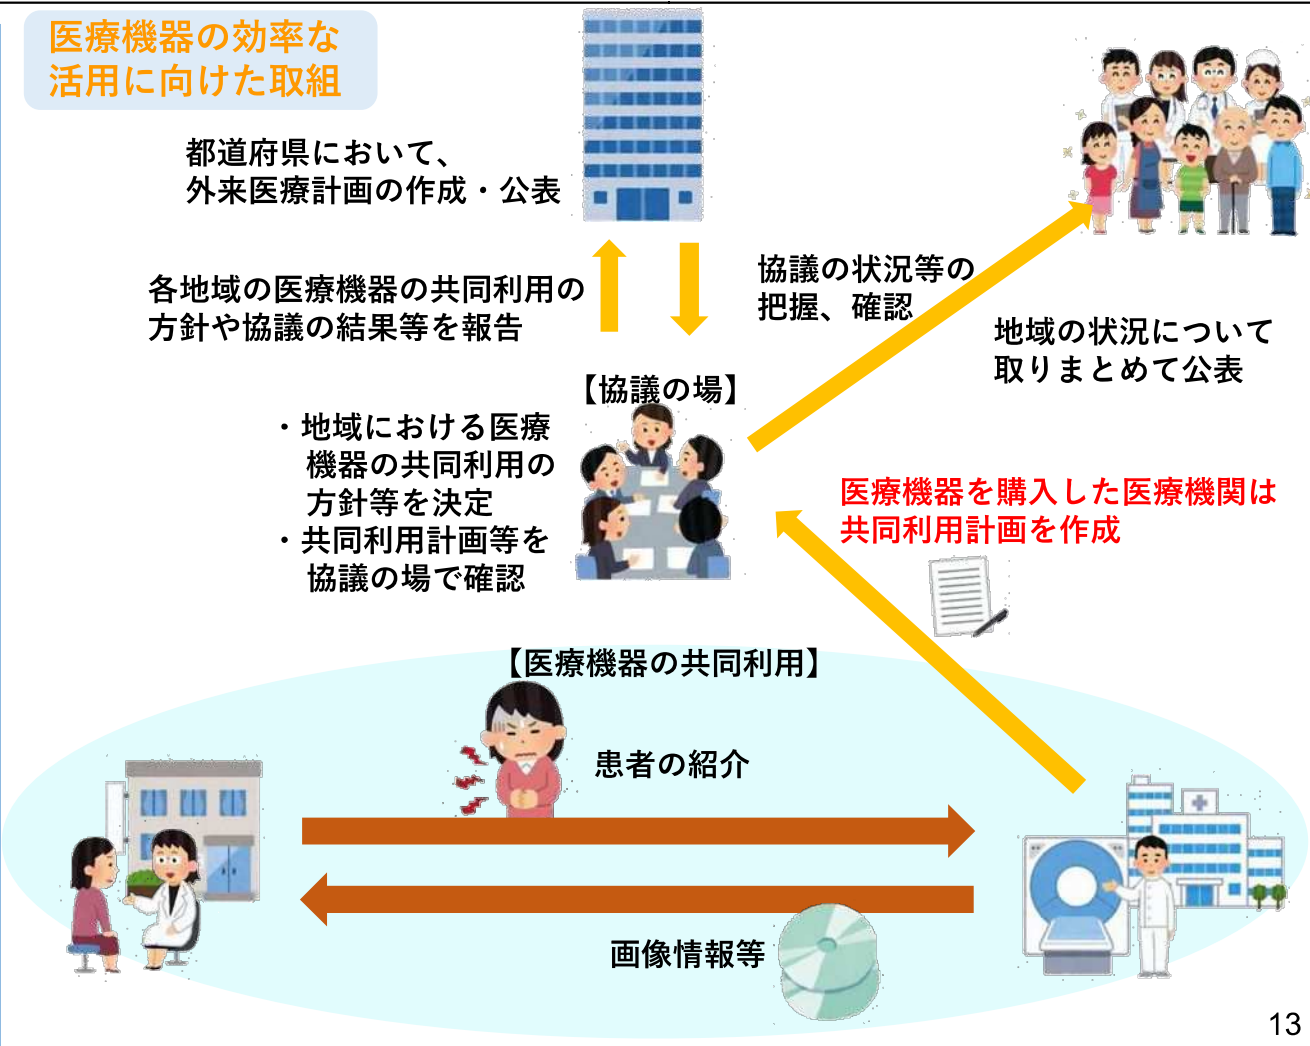 医療機器の効率な
活用に向けた取組
都道府県において、
外来医療計画の作成・公表
各地域の医療機器の共同利用の
方針や協議の結果等を報告
協議の状況等の
把握、確認
地域の状況について
取りまとめて公表
【協議の場】
・地域における医療
機器の共同利用の
方針等を決定
・共同利用計画等を
協議の場で確認
医療機器を購入した医療機関は
共同利用計画を作成
【医療機器の共同利用】
患者の紹介
画像情報等
13